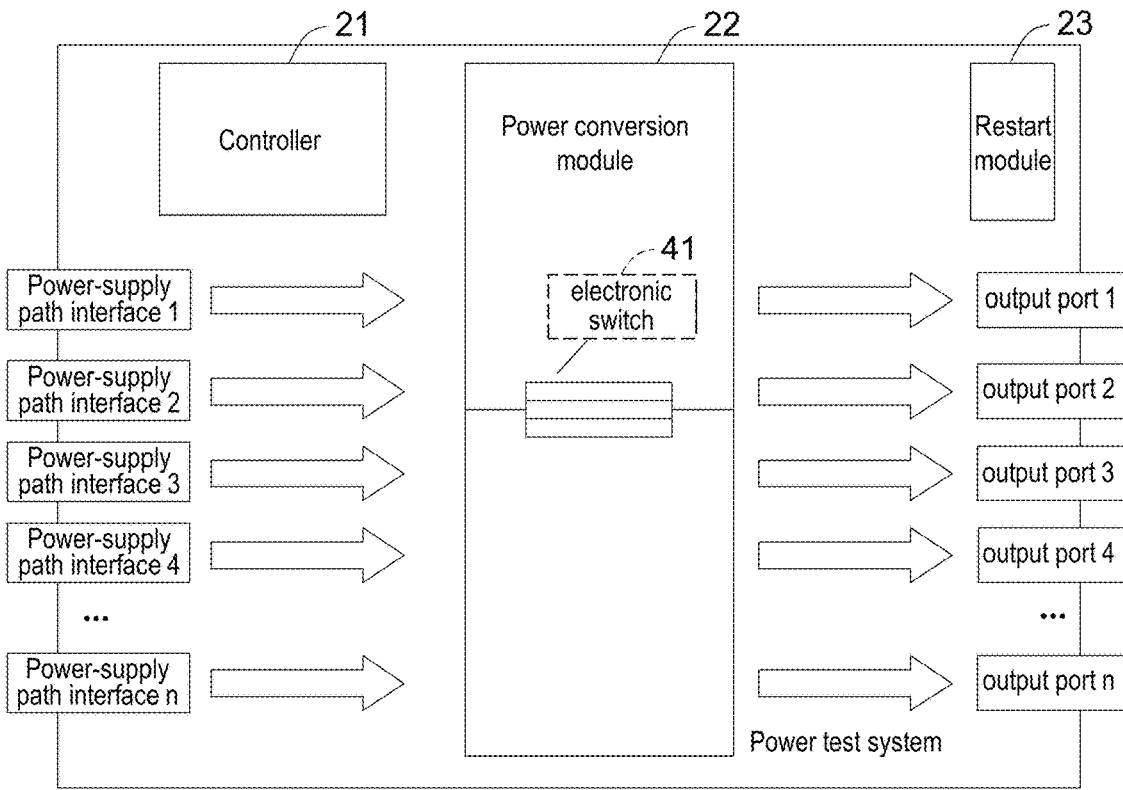 21
22
23
Controller
Power conversion
module
Restart
module
41
electronic
switch
Power-supply
path interface 1
output port 1
Power-supply
path interface 2
output port 2
Power-supply
path interface 3
output port 3
Power-supply
path interface 4
output port 4
...
...
Power-supply
path interface n
output port n
Power test system